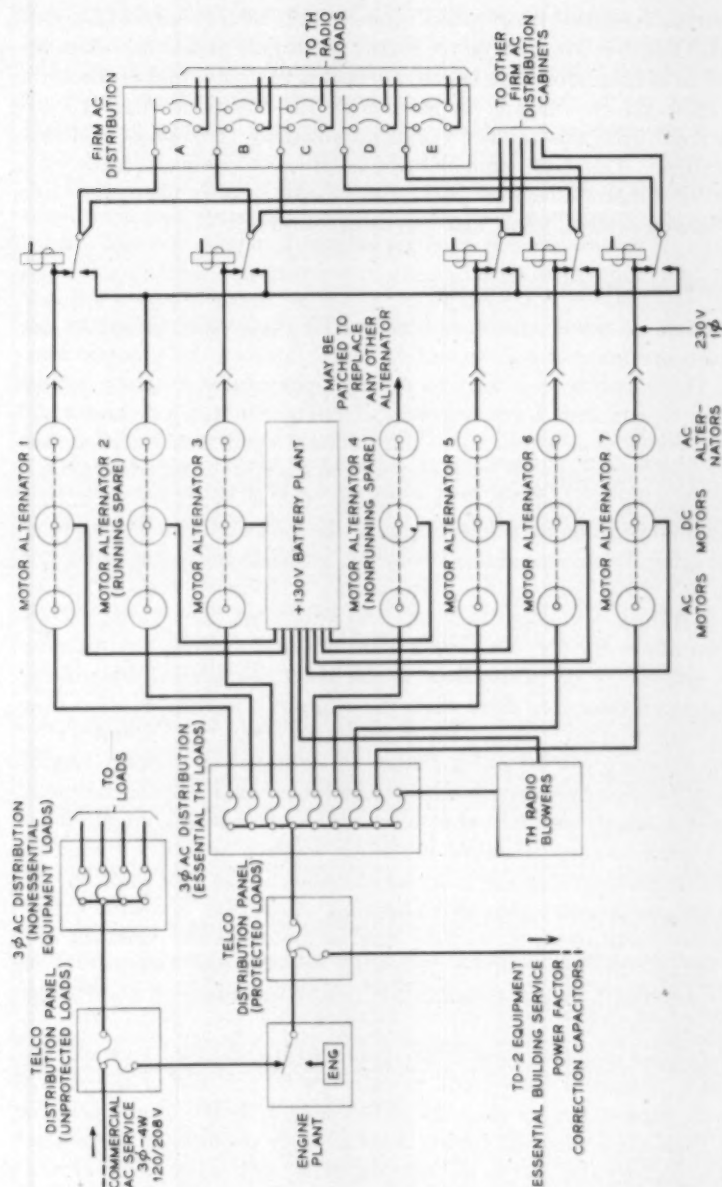 COMMERCIAL
AC SERVICE
3ϕ-4W
120/208V
TELCO
DISTRIBUTION PANEL
(UNPROTECTED LOADS)
3ϕ AC DISTRIBUTION
(NONESSENTIAL
EQUIPMENT LOADS)
TO
LOADS
ENGINE
PLANT
ENG
TELCO
DISTRIBUTION PANEL
(PROTECTED LOADS)
TD-2 EQUIPMENT
ESSENTIAL BUILDING SERVICE
POWER FACTOR
CORRECTION CAPACITORS
3ϕ AC DISTRIBUTION
(ESSENTIAL TH LOADS)
TH RADIO
BLOWERS
MOTOR ALTERNATOR 1
MOTOR ALTERNATOR 2
(RUNNING SPARE)
MOTOR ALTERNATOR 3
+130V BATTERY PLANT
MOTOR ALTERNATOR 4
(NONRUNNING SPARE)
MOTOR ALTERNATOR 5
MOTOR ALTERNATOR 6
MOTOR ALTERNATOR 7
AC
MOTORS
DC
MOTORS
AC
ALTER-
NATORS
MAY BE
PATCHED TO
REPLACE
ANY OTHER
ALTERNATOR
230V
1ϕ
FIRM AC
DISTRIBUTION
A
B
C
D
E
TO TH
RADIO
LOADS
TO OTHER
FIRM AC
DISTRIBUTION
CABINETS